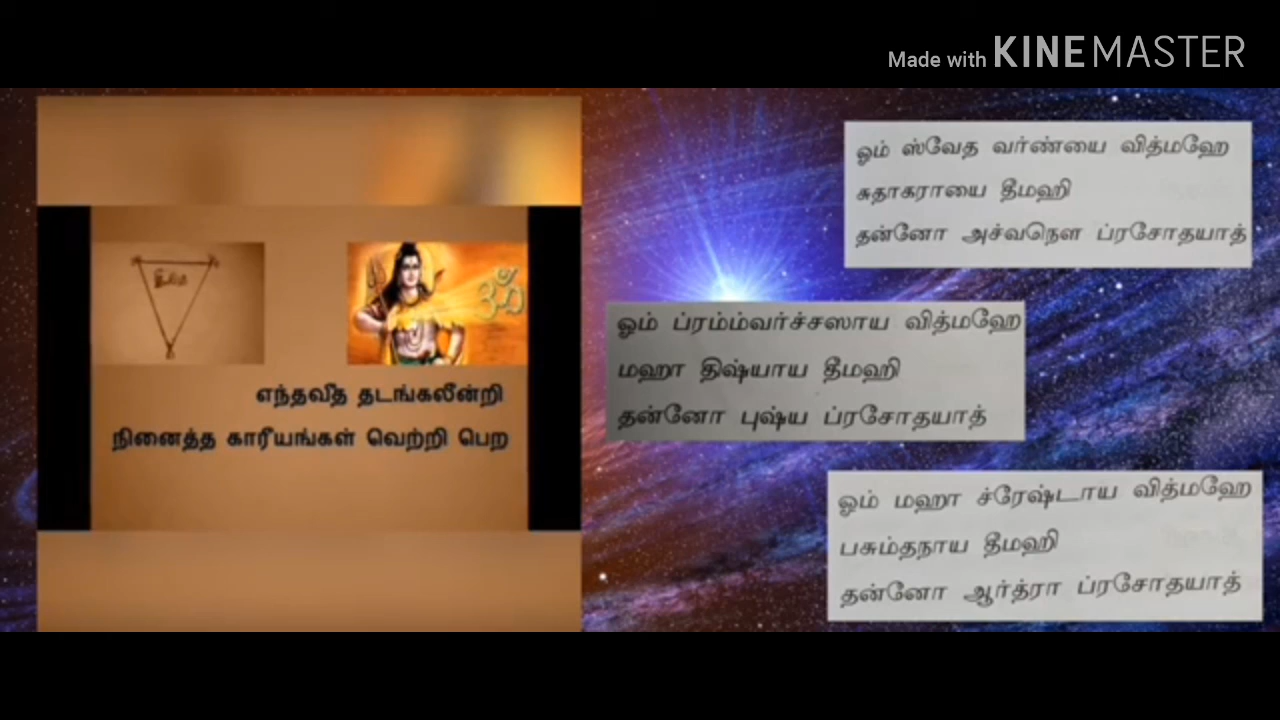 Made with KINEMASTER
எந்தவீத தடங்கலீன்றி
நினைத்த காரீயங்கள் வெற்றி பெற
ஓம் ஸ்வேத வர்ண்யை வித்மஹே
சுதாகராயை தீமஹி
தன்னோ அச்வநௌ ப்ரசோதயாத்
ஓம் ப்ரம்ம்வர்ச்சஸாய வித்மஹே
மஹா திஷ்யாய தீமஹி
தன்னோ புஷ்ய ப்ரசோதயாத்
ஓம் மஹா ச்ரேஷ்டாய வித்மஹே
பசும்தநாய தீமஹி
தன்னோ ஆர்த்ரா ப்ரசோதயாத்